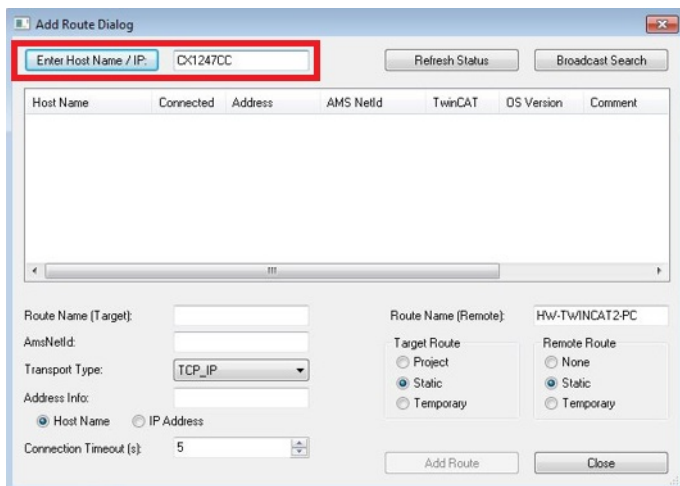 Add Route Dialog
Enter Host Name / IP: CX1247CC Refresh Status Broadcast Search
Host Name Connected Address AMS NetId TwinCAT OS Version Comment
Route Name (Target): Route Name (Remote): HW-TWINCAT2-PC
AmsNetId: Target Route Remote Route
Transport Type: TCP_IP Project None
Address Info: Static Static
Host Name IP Address Temporary Temporary
Connection Timeout (s): 5
Add Route Close